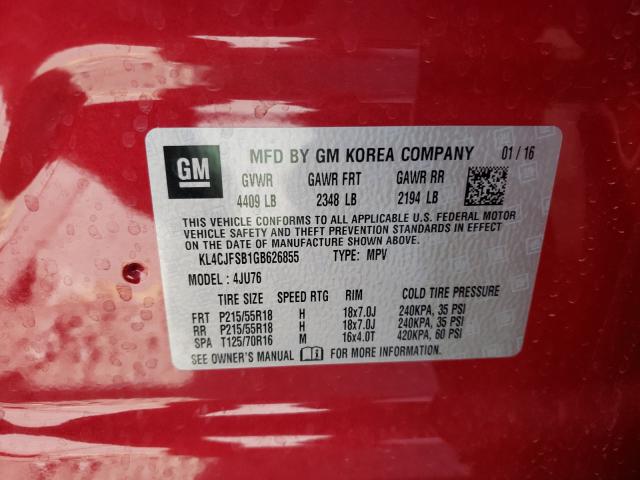 GM MFD BY GM KOREA COMPANY 01 / 16
GVWR GAWR FRT GAWR RR
4409 LB 2348 LB 2194 LB
THIS VEHICLE CONFORMS TO ALL APPLICABLE U.S. FEDERAL MOTOR
VEHICLE SAFETY AND THEFT PREVENTION STANDARDS IN EFFECT
ON THE DATE OF MANUFACTURE SHOWN ABOVE.
KL4CJFSB1GB626855 TYPE: MPV
MODEL : 4JU76
TIRE SIZE SPEED RTG RIM COLD TIRE PRESSURE
FRT P215/55R18 H 18x7.0J 240KPA, 35 PSI
RR P215/55R18 H 18x7.0J 240KPA, 35 PSI
SPA T125/70R16 M 16x4.0T 420KPA, 60 PSI
SEE OWNER'S MANUAL FOR MORE INFORMATION.